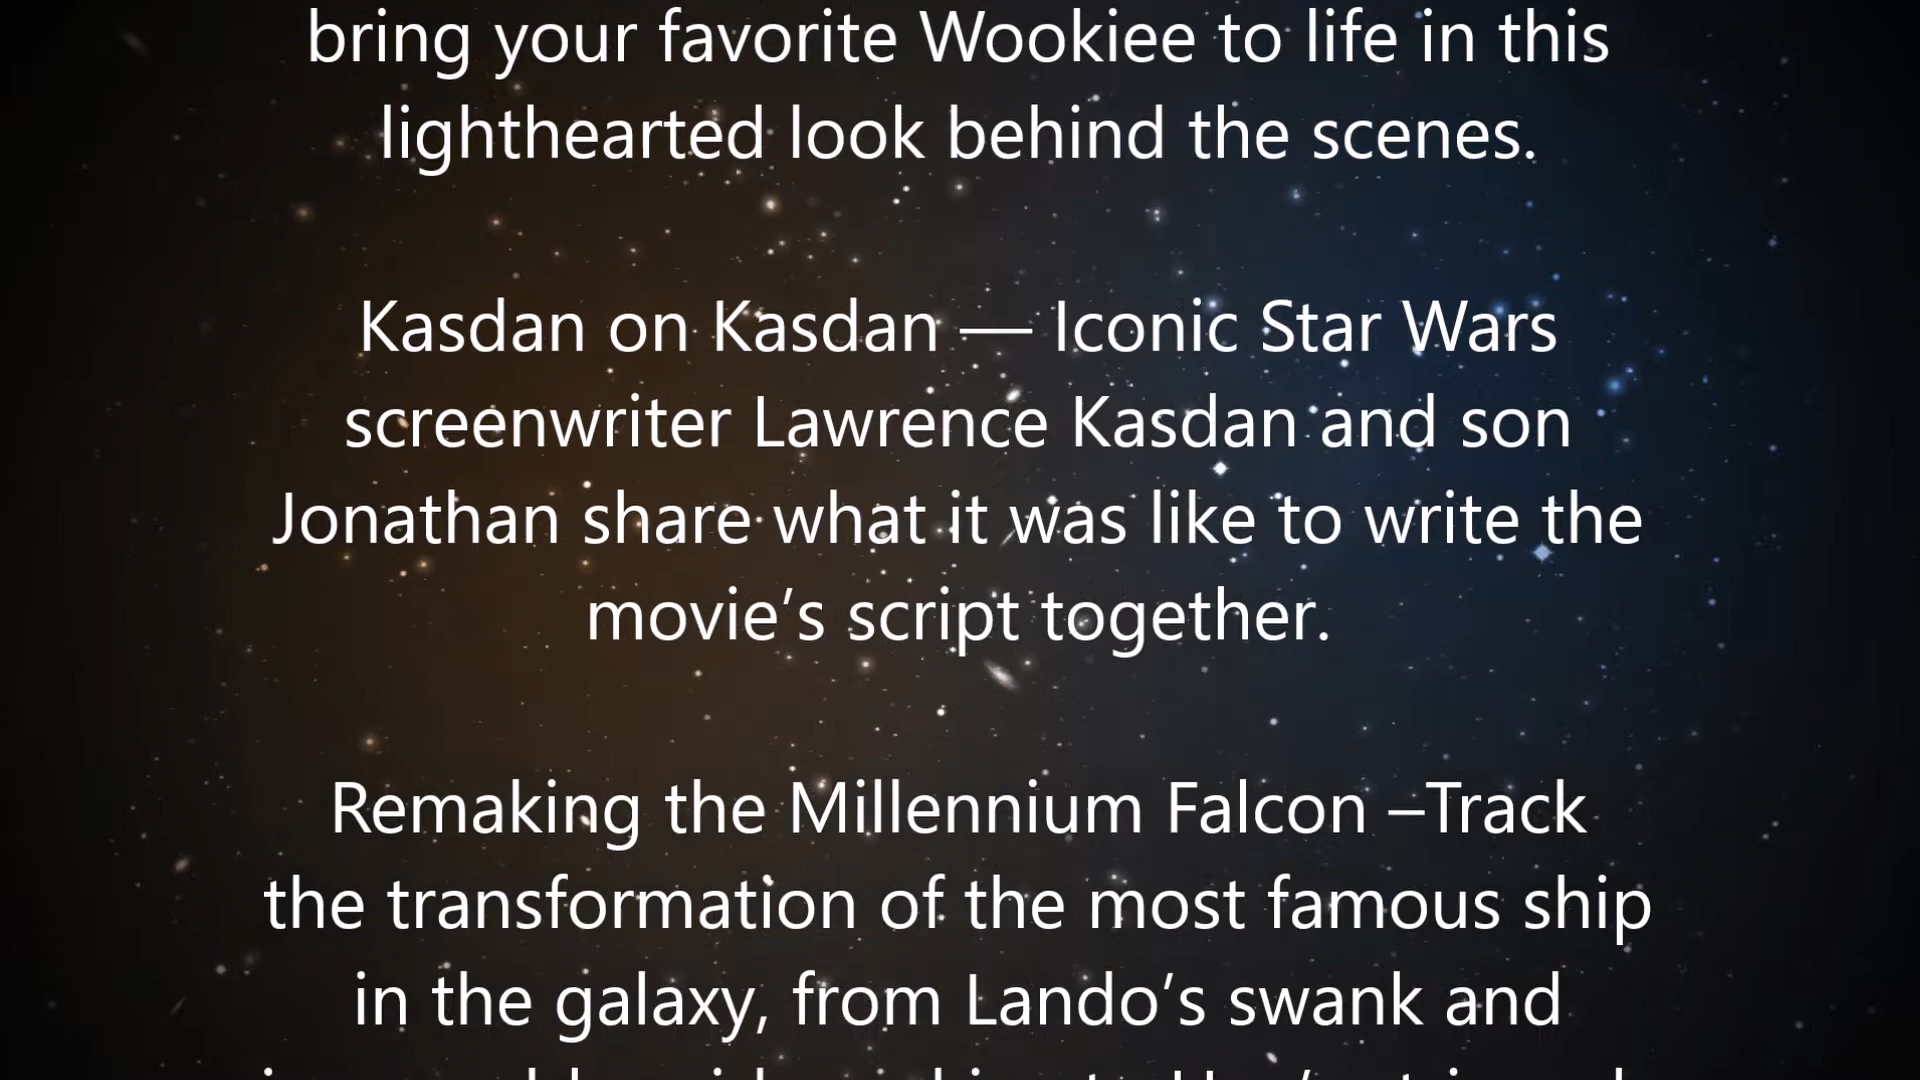 bring your favorite Wookiee to life in this
lighthearted look behind the scenes.
Kasdan on Kasdan — Iconic Star Wars
screenwriter Lawrence Kasdan and son
Jonathan share what it was like to write the
movie’s script together.
Remaking the Millennium Falcon –Track
the transformation of the most famous ship
in the galaxy, from Lando’s swank and